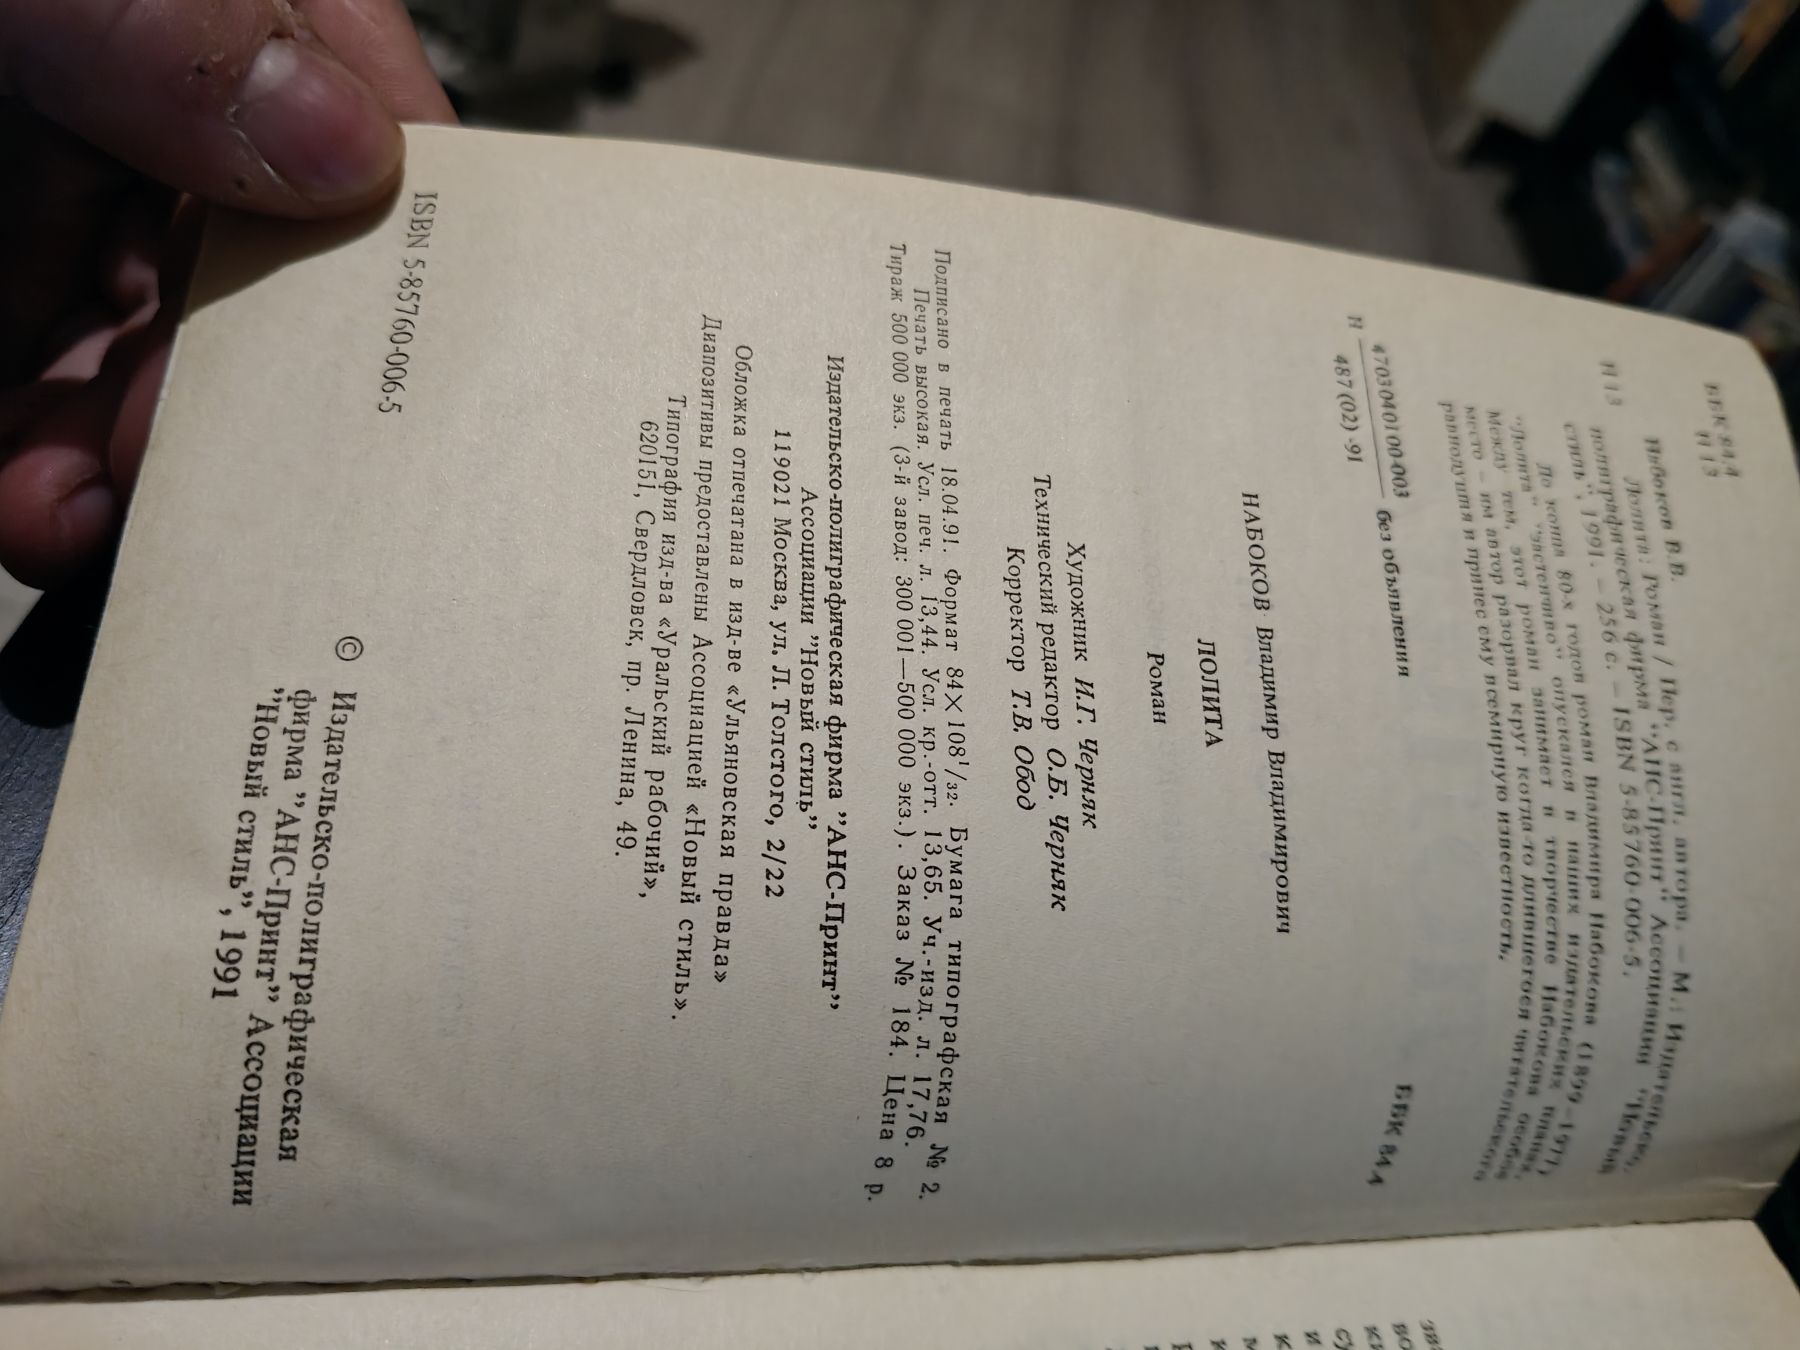 ББК 84.4
Н 13
Набоков В.В.
Н 13 Лолита: Роман / Пер. с англ. автора. — М.: Издательско-
полиграфическая фирма "АНС-Принт" Ассоциации "Новый
стиль", 1991. — 256 с. — ISBN 5-85760-006-5.
До конца 80-х годов роман Владимира Набокова (1899–1977)
"Лолита" "застенчиво" опускался в наших издательских планах.
Между тем, этот роман занимает в творчестве Набокова особое
место — им автор разорвал круг когда-то длившегося читательского
равнодушия и принес ему всемирную известность.
Н 4703040100-003 без объявления
487 (02) -91
ББК 84.4
НАБОКОВ Владимир Владимирович
ЛОЛИТА
Роман
Художник И.Г. Черняк
Технический редактор О.Б. Черняк
Корректор Т.В. Обод
Подписано в печать 18.04.91. Формат 84×108¹/₃₂. Бумага типографская № 2.
Печать высокая. Усл. печ. л. 13,44. Усл. кр.-отт. 13,65. Уч.-изд. л. 17,76.
Тираж 500 000 экз. (3-й завод: 300 001—500 000 экз.). Заказ № 184. Цена 8 р.
Издательско-полиграфическая фирма "АНС-Принт"
Ассоциации "Новый стиль"
119021 Москва, ул. Л. Толстого, 2/22
Обложка отпечатана в изд-ве «Ульяновская правда»
Диапозитивы предоставлены Ассоциацией «Новый стиль».
Типография изд-ва «Уральский рабочий»,
620151, Свердловск, пр. Ленина, 49.
ISBN 5-85760-006-5
© Издательско-полиграфическая
фирма "АНС-Принт" Ассоциации
"Новый стиль", 1991